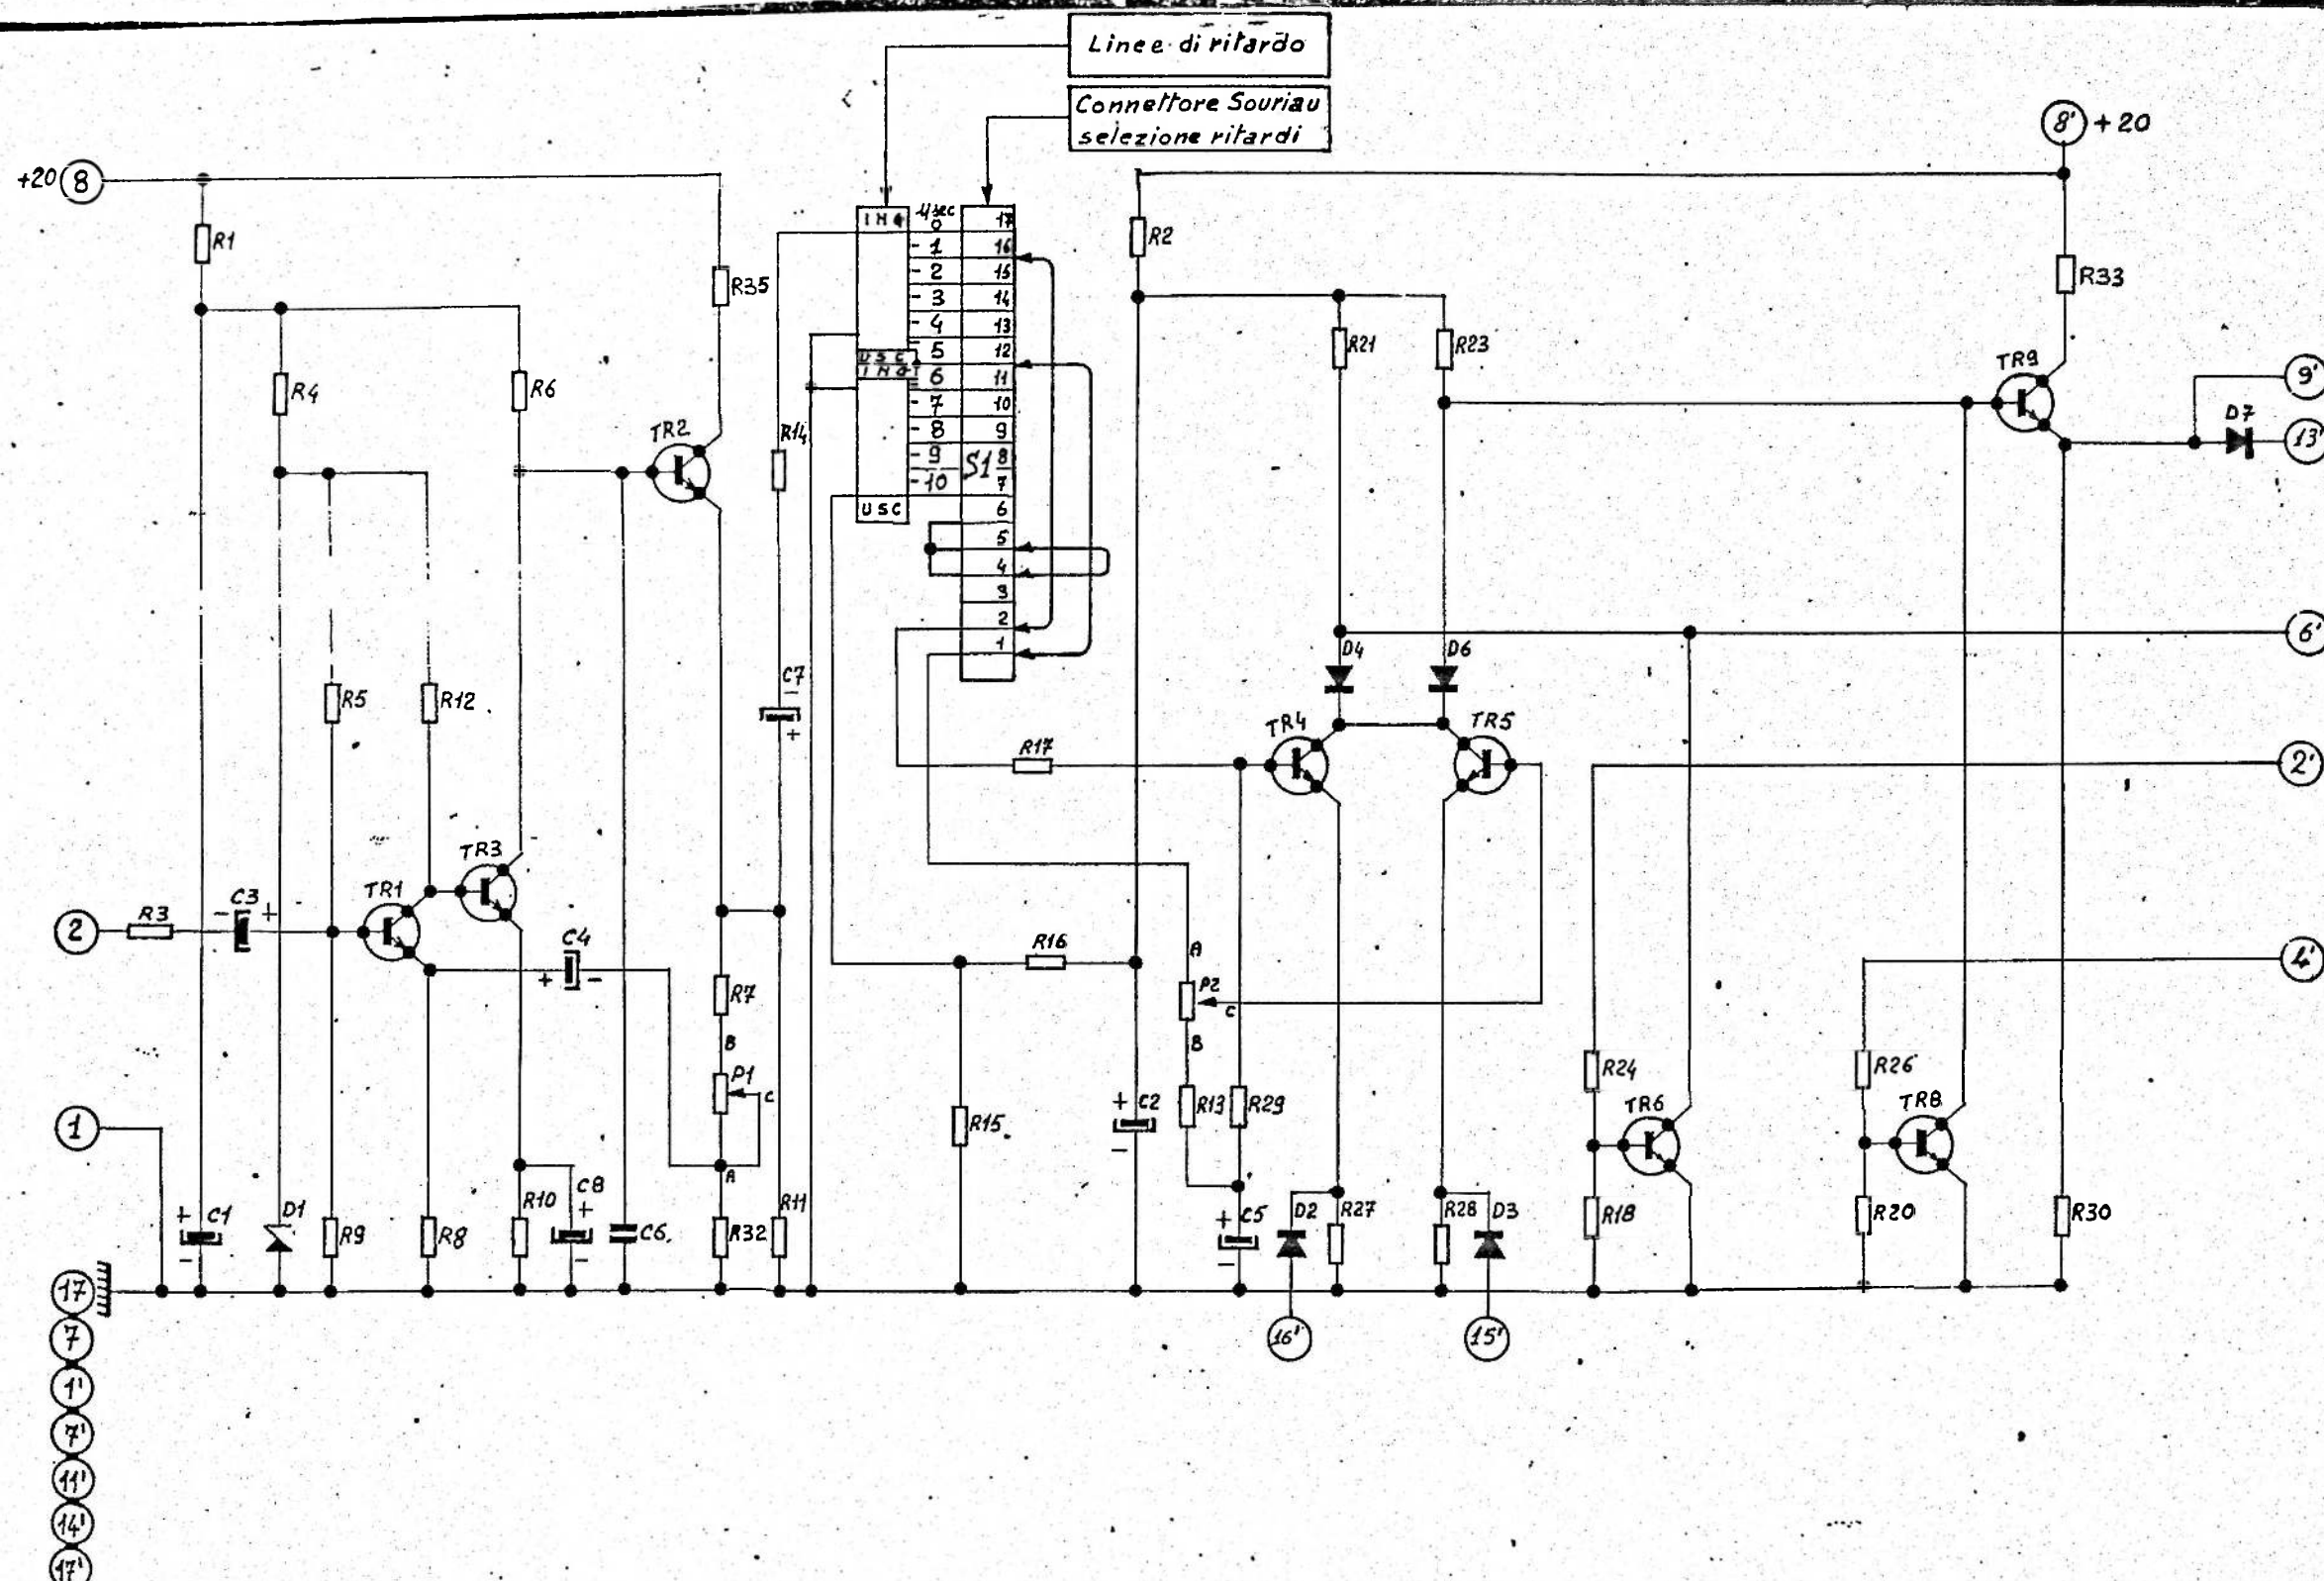 Linee di ritardo
Connettore Souriau
selezione ritardi
8' +20
+20 8
I N
μsec
0 17
1 16
2 15
3 14
4 13
5 12
6 11
7 10
8 9
9 8
10 7
S1
U S C
I N
U S C
6
5
4
3
2
1
R1
R4
R6
R35
TR2
R14
R2
R21
R23
R33
TR9
9'
D7
13'
R5
R12
C7
-
+
D4
D6
6'
TR4
TR5
R17
2'
TR3
TR1
2
R3
- C3 +
C4
+ -
R7
B
P1
C
A
R16
A
P2
C
B
4'
1
R15
+ C2
-
R13
R29
R24
TR6
R26
TR8
+ C1
-
D1
R9
R8
R10
C8
+
-
C6
R32
R11
+ C5
-
D2
R27
R28
D3
R18
R20
R30
17
7
1'
7'
11'
14'
17'
16'
15'